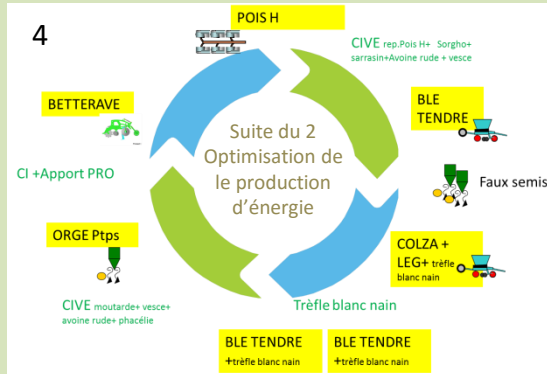 4
POIS H
CIVE rep.Pois H+ Sorgho+
sarrasin+Avoine rude + vesce
BLE
TENDRE
Faux semis
COLZA +
LEG+ trèfle
blanc nain
Trèfle blanc nain
BLE TENDRE
+trèfle blanc nain
BLE TENDRE
+trèfle blanc nain
CIVE moutarde+ vesce+
avoine rude+ phacélie
ORGE Ptps
CI +Apport PRO
BETTERAVE
Suite du 2
Optimisation de
le production
d’énergie